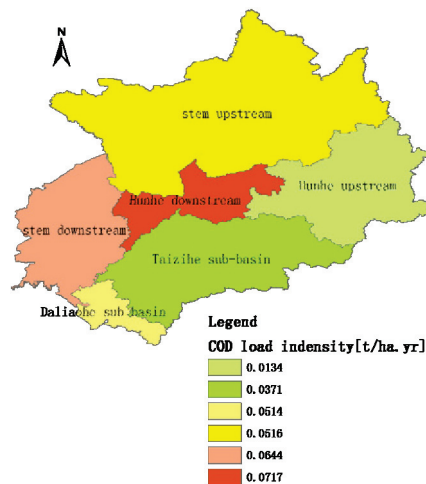 N
stem upstream
Hunhe upstream
Hunhe downstream
stem downstream
Taizihe sub-basin
Daliaohe sub basin
Legend
COD load indensity[t/ha.yr]
0.0134
0.0371
0.0514
0.0516
0.0644
0.0717